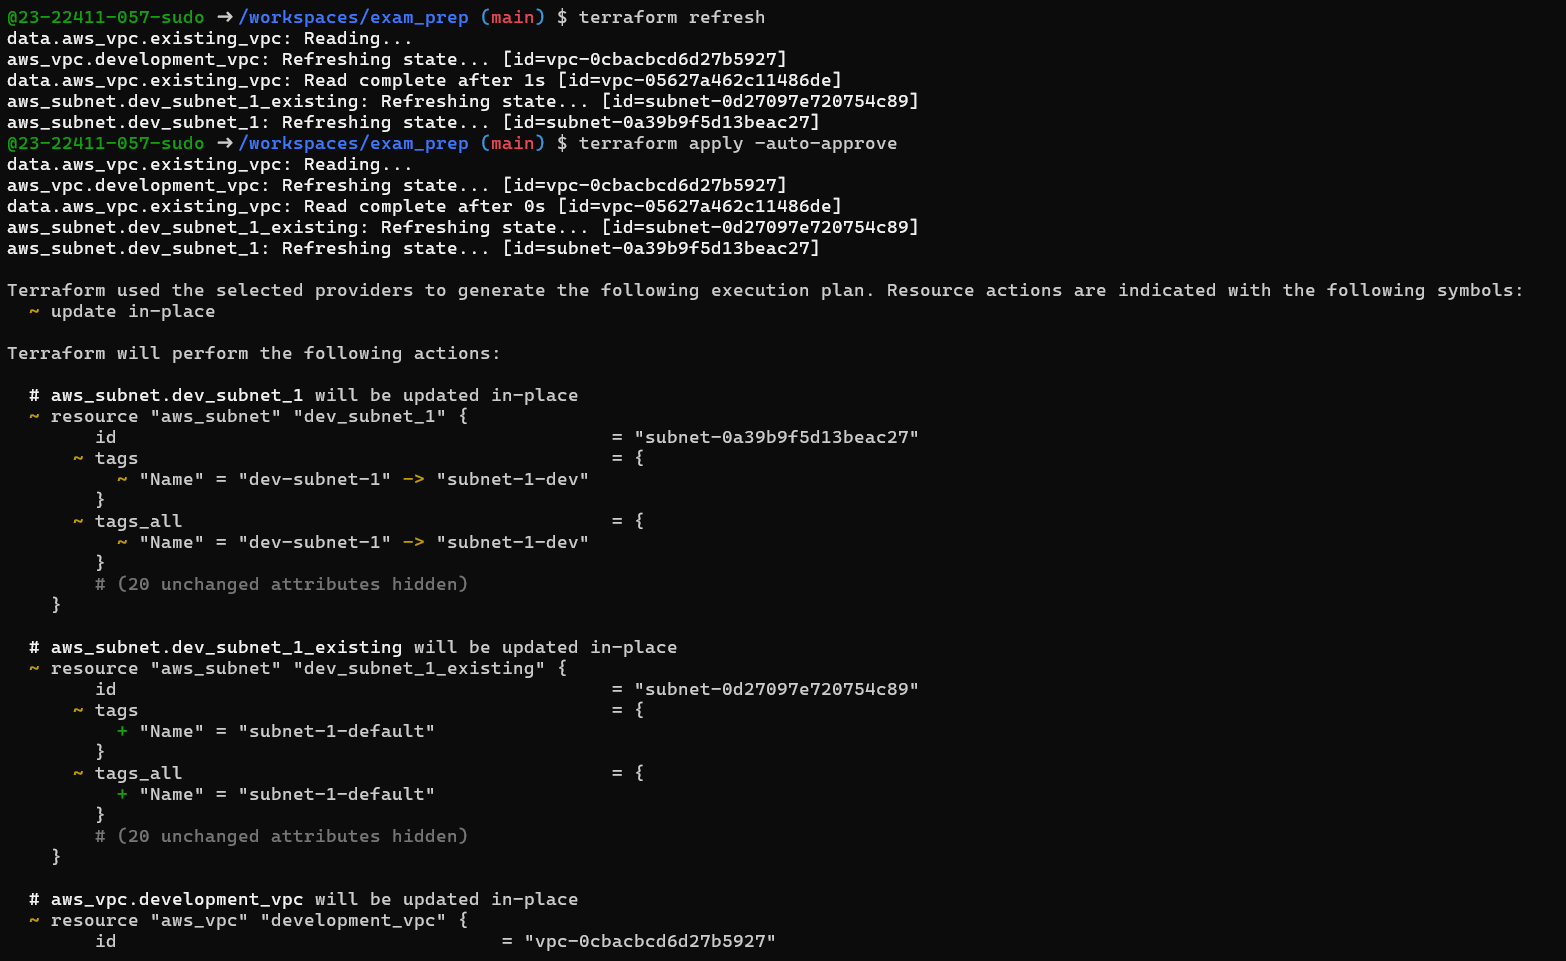 @23-22411-057-sudo ➜ /workspaces/exam_prep (main) $ terraform refresh
data.aws_vpc.existing_vpc: Reading...
aws_vpc.development_vpc: Refreshing state... [id=vpc-0cbacbcd6d27b5927]
data.aws_vpc.existing_vpc: Read complete after 1s [id=vpc-05627a462c11486de]
aws_subnet.dev_subnet_1_existing: Refreshing state... [id=subnet-0d27097e720754c89]
aws_subnet.dev_subnet_1: Refreshing state... [id=subnet-0a39b9f5d13beac27]
@23-22411-057-sudo ➜ /workspaces/exam_prep (main) $ terraform apply -auto-approve
data.aws_vpc.existing_vpc: Reading...
aws_vpc.development_vpc: Refreshing state... [id=vpc-0cbacbcd6d27b5927]
data.aws_vpc.existing_vpc: Read complete after 0s [id=vpc-05627a462c11486de]
aws_subnet.dev_subnet_1_existing: Refreshing state... [id=subnet-0d27097e720754c89]
aws_subnet.dev_subnet_1: Refreshing state... [id=subnet-0a39b9f5d13beac27]

Terraform used the selected providers to generate the following execution plan. Resource actions are indicated with the following symbols:
  ~ update in-place

Terraform will perform the following actions:

  # aws_subnet.dev_subnet_1 will be updated in-place
  ~ resource "aws_subnet" "dev_subnet_1" {
        id                                             = "subnet-0a39b9f5d13beac27"
      ~ tags                                           = {
          ~ "Name" = "dev-subnet-1" -> "subnet-1-dev"
        }
      ~ tags_all                                       = {
          ~ "Name" = "dev-subnet-1" -> "subnet-1-dev"
        }
        # (20 unchanged attributes hidden)
    }

  # aws_subnet.dev_subnet_1_existing will be updated in-place
  ~ resource "aws_subnet" "dev_subnet_1_existing" {
        id                                             = "subnet-0d27097e720754c89"
      ~ tags                                           = {
          + "Name" = "subnet-1-default"
        }
      ~ tags_all                                       = {
          + "Name" = "subnet-1-default"
        }
        # (20 unchanged attributes hidden)
    }

  # aws_vpc.development_vpc will be updated in-place
  ~ resource "aws_vpc" "development_vpc" {
        id                                   = "vpc-0cbacbcd6d27b5927"